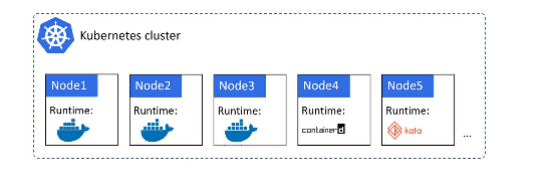 Kubernetes cluster
Node1
Node2
Node3
Node4
Node5
Runtime:
Runtime:
Runtime:
Runtime:
Runtime:
containerd
kata
...